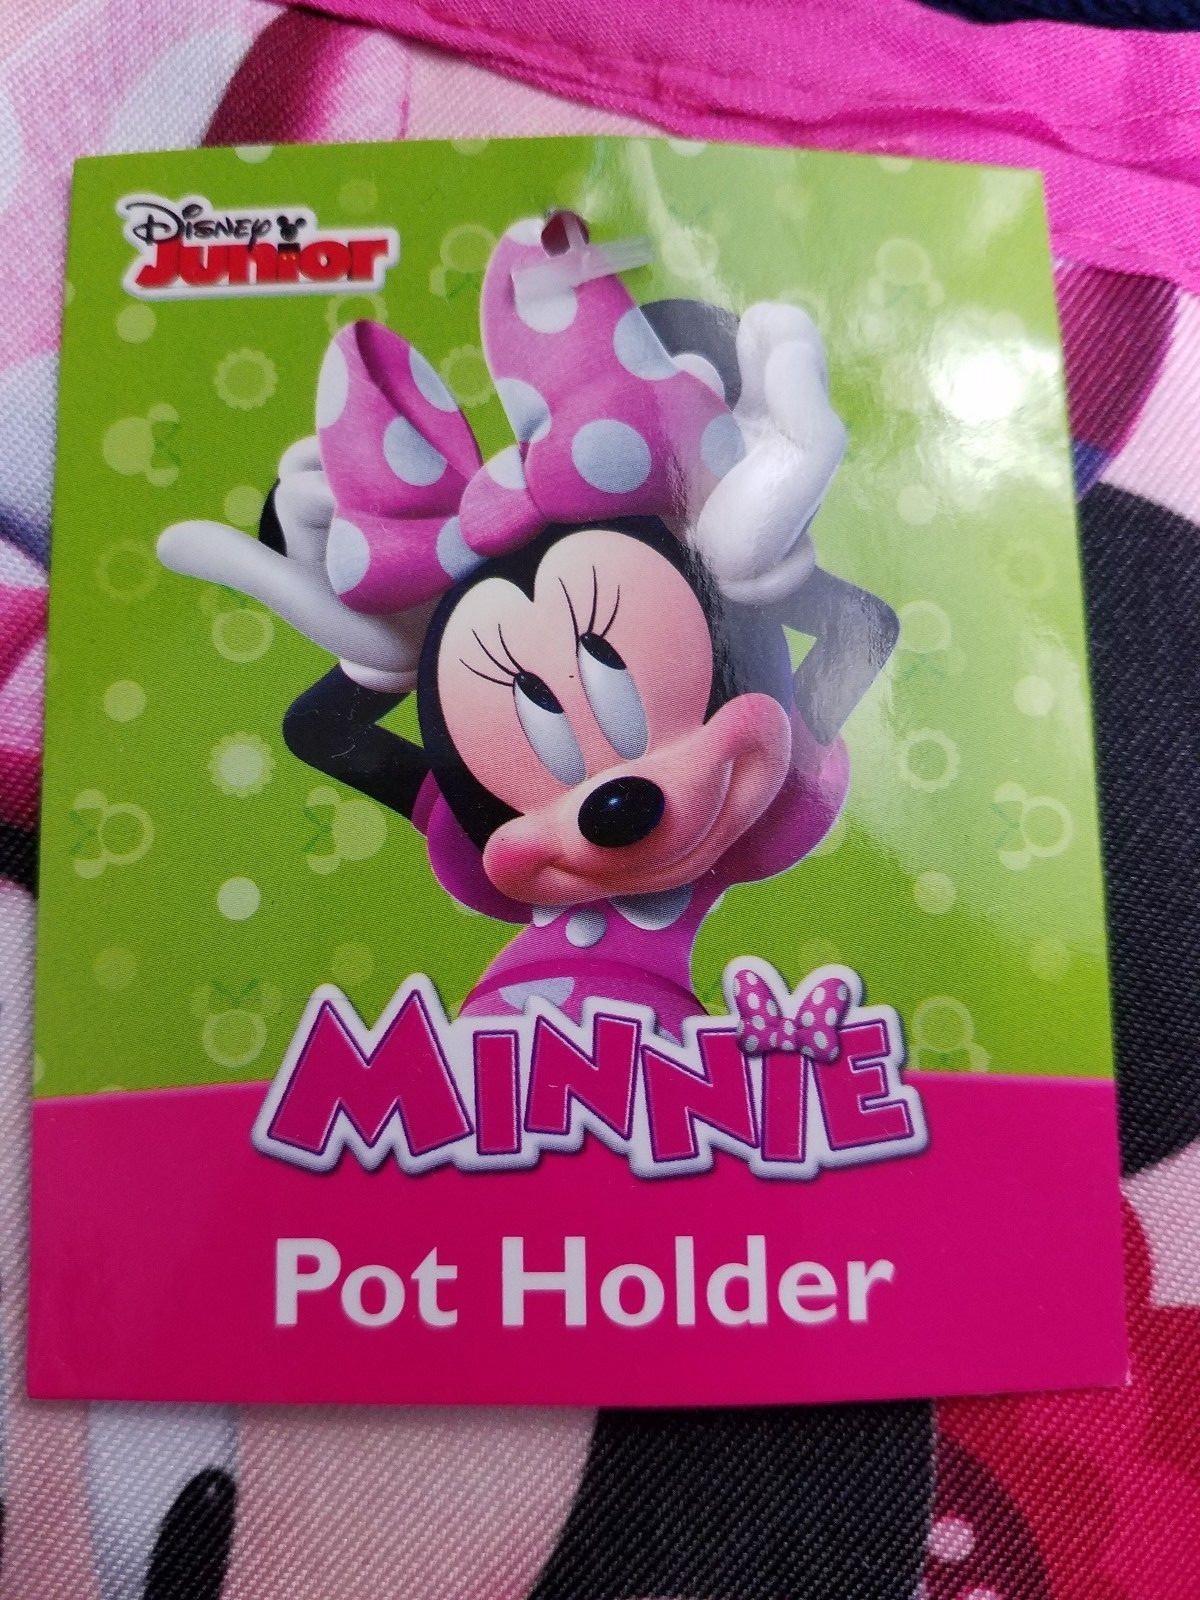 Disney
Junior
MINNIE
Pot Holder